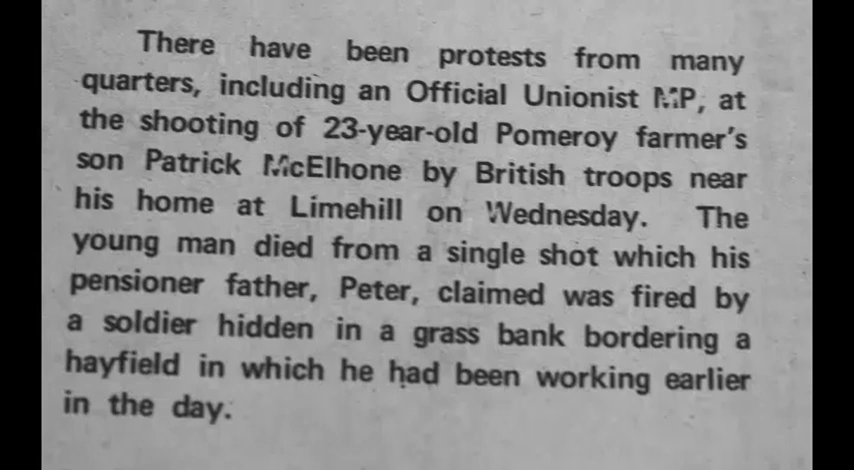 There have been protests from many
quarters, including an Official Unionist MP, at
the shooting of 23-year-old Pomeroy farmer's
son Patrick McElhone by British troops near
his home at Limehill on Wednesday. The
young man died from a single shot which his
pensioner father, Peter, claimed was fired by
a soldier hidden in a grass bank bordering a
hayfield in which he had been working earlier
in the day.